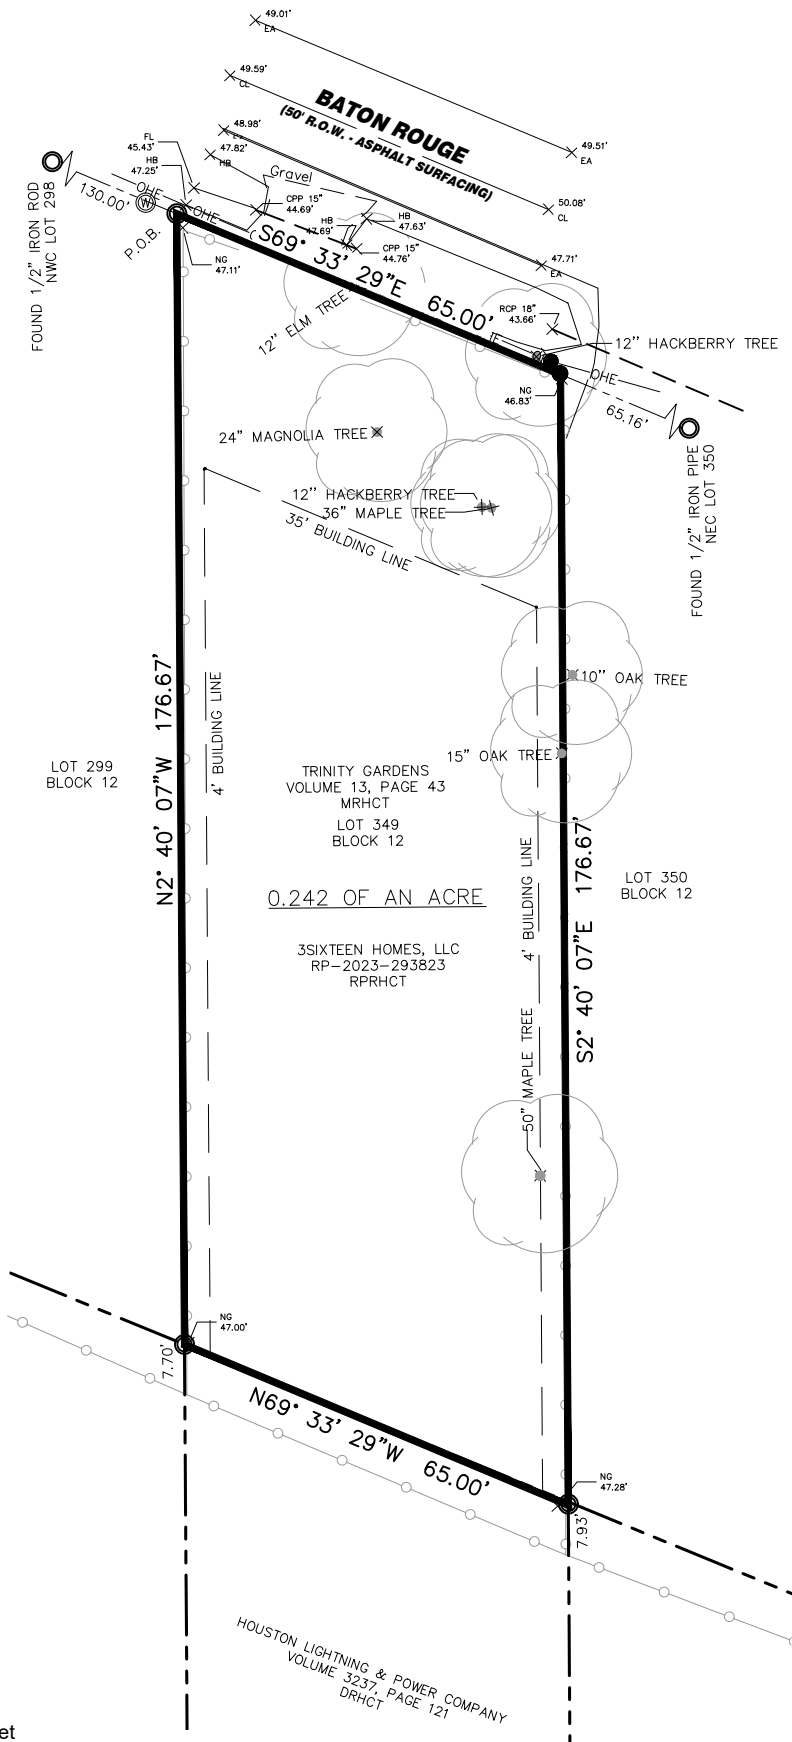 49.01'
EA
49.59'
CL
BATON ROUGE
(50' R.O.W. - ASPHALT SURFACING)
48.98'
47.82'
HB
49.51'
EA
50.08'
CL
FL
45.43'
HB
47.25'
Gravel
OHE
130.00'
W
OHE
CPP 15"
44.69'
HB
47.69'
HB
47.63'
CPP 15"
44.76'
47.71'
EA
FOUND 1/2" IRON ROD
NWC LOT 298
P.O.B.
NG
47.11'
S69° 33' 29"E 65.00'
12" ELM TREE
RCP 18"
43.66'
12'' HACKBERRY TREE
OHE
NG
46.83'
65.16'
FOUND 1/2" IRON PIPE
NEC LOT 350
24" MAGNOLIA TREE
12'' HACKBERRY TREE
36" MAPLE TREE
35' BUILDING LINE
N2° 40' 07"W 176.67'
4' BUILDING LINE
10'' OAK TREE
15" OAK TREE
LOT 299
BLOCK 12
TRINITY GARDENS
VOLUME 13, PAGE 43
MRHCT
LOT 349
BLOCK 12
0.242 OF AN ACRE
3SIXTEEN HOMES, LLC
RP-2023-293823
RPRHCT
4' BUILDING LINE
S2° 40' 07"E 176.67'
LOT 350
BLOCK 12
50" MAPLE TREE
NG
47.00'
7.70'
N69° 33' 29"W 65.00'
NG
47.28'
7.93'
HOUSTON LIGHTNING & POWER COMPANY
VOLUME 3237, PAGE 121
DRHCT
et